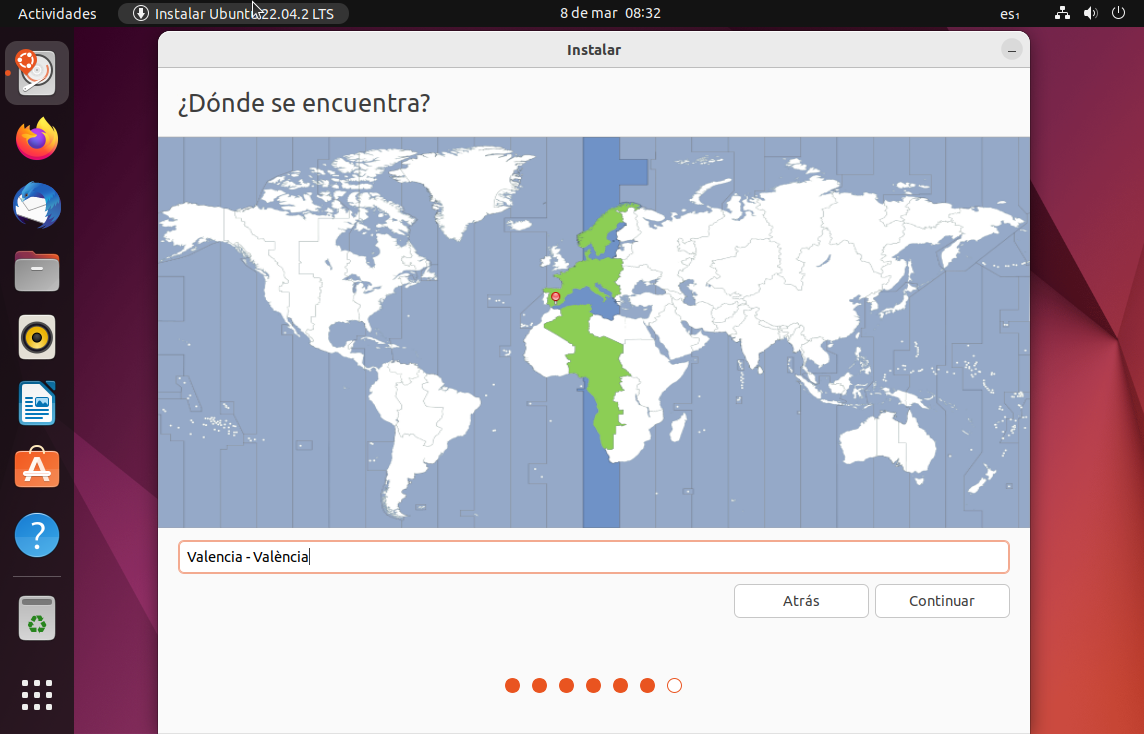 Actividades
Instalar Ubuntu 22.04.2 LTS
8 de mar 08:32
es₁
Instalar
¿Dónde se encuentra?
Valencia - València
Atrás
Continuar